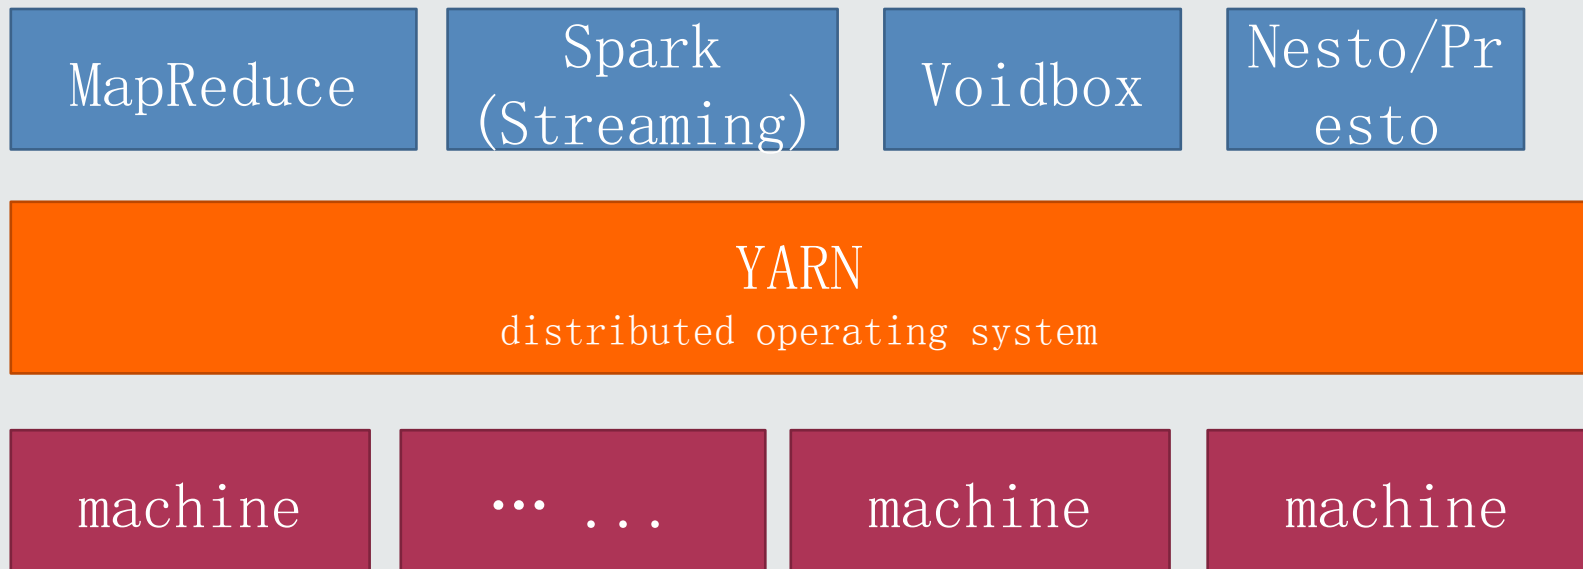 MapReduce
Spark
(Streaming)
Voidbox
Nesto/Pr
esto
YARN
distributed operating system
machine
… ...
machine
machine